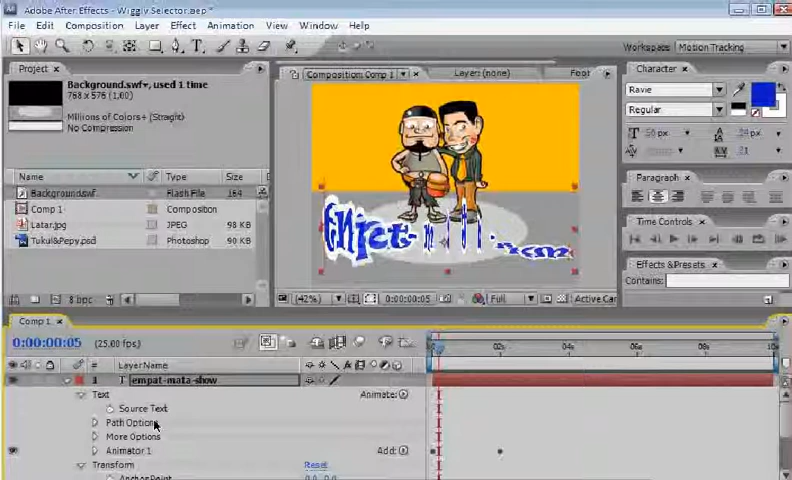 Adobe After Effects - Wiggly Selector.aep *
File Edit Composition Layer Effect Animation View Window Help
Workspace: Motion Tracking
Project
Background.swf, used 1 time
768 x 576 (1,00)
Millions of Colors+ (Straight)
No Compression
Name Type Size
Background.swf Flash File 164
Comp 1 Composition
Latar.jpg JPEG 98 KB
Tukul&Pepy.psd Photoshop 90 KB
8 bpc
Composition: Comp 1 Layer: (none) Foot
(42%) 0:00:00:05 Full Active Car
Character
Ravie
Regular
50 px
Paragraph
Time Controls
Effects & Presets
Contains:
Comp 1
0:00:00:05 (25,00 fps)
# Layer Name 02s 04s 06s 08s 10s
1 T empat-mata-show
Text Animate:
Source Text
Path Options
More Options
Animator 1 Add:
Transform Reset
Anchor Point 0,0, 0,0